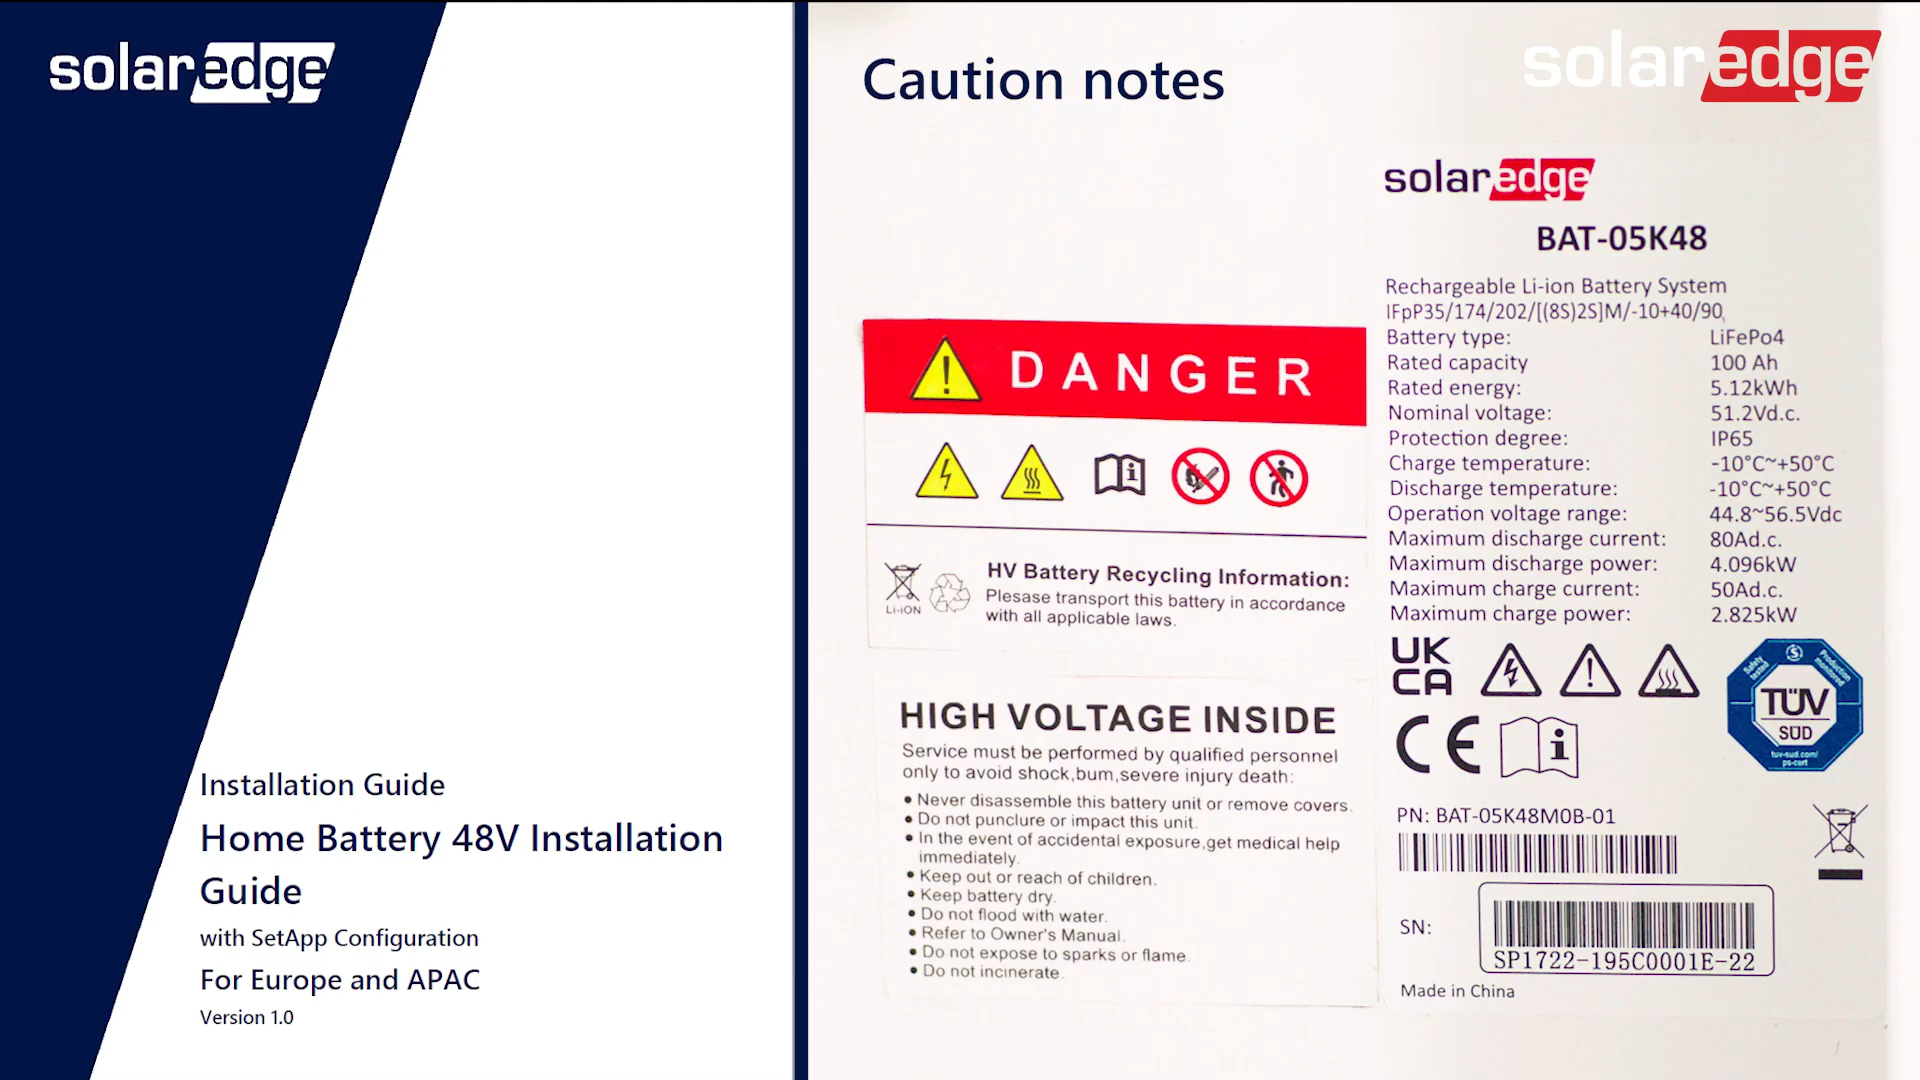 solaredge
Installation Guide
Home Battery 48V Installation
Guide
with SetApp Configuration
For Europe and APAC
Version 1.0
Caution notes
solaredge
DANGER
LI-ION
HV Battery Recycling Information:
Plesase transport this battery in accordance
with all applicable laws.
HIGH VOLTAGE INSIDE
Service must be performed by qualified personnel
only to avoid shock,bum,severe injury death:
• Never disassemble this battery unit or remove covers.
• Do not puncture or impact this unit.
• In the event of accidental exposure,get medical help
immediately.
• Keep out or reach of children.
• Keep battery dry.
• Do not flood with water.
• Refer to Owner's Manual.
• Do not expose to sparks or flame.
• Do not incinerate.
solaredge
BAT-05K48
Rechargeable Li-ion Battery System
IFpP35/174/202/[(8S)2S]M/-10+40/90
Battery type: LiFePo4
Rated capacity 100 Ah
Rated energy: 5.12kWh
Nominal voltage: 51.2Vd.c.
Protection degree: IP65
Charge temperature: -10°C~+50°C
Discharge temperature: -10°C~+50°C
Operation voltage range: 44.8~56.5Vdc
Maximum discharge current: 80Ad.c.
Maximum discharge power: 4.096kW
Maximum charge current: 50Ad.c.
Maximum charge power: 2.825kW
UK
CA
CE
Safety tested
Production monitored
TÜV
SÜD
tuv-sud.com/
ps-cert
PN: BAT-05K48M0B-01
SN:
SP1722-195C0001E-22
Made in China